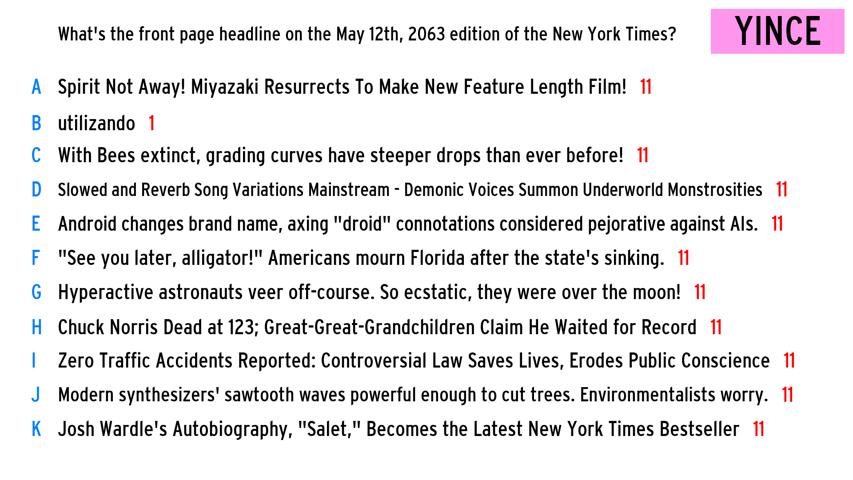 What's the front page headline on the May 12th, 2063 edition of the New York Times?
YINCE
A Spirit Not Away! Miyazaki Resurrects To Make New Feature Length Film! 11
B utilizando 1
C With Bees extinct, grading curves have steeper drops than ever before! 11
D Slowed and Reverb Song Variations Mainstream - Demonic Voices Summon Underworld Monstrosities 11
E Android changes brand name, axing "droid" connotations considered pejorative against AIs. 11
F "See you later, alligator!" Americans mourn Florida after the state's sinking. 11
G Hyperactive astronauts veer off-course. So ecstatic, they were over the moon! 11
H Chuck Norris Dead at 123; Great-Great-Grandchildren Claim He Waited for Record 11
I Zero Traffic Accidents Reported: Controversial Law Saves Lives, Erodes Public Conscience 11
J Modern synthesizers' sawtooth waves powerful enough to cut trees. Environmentalists worry. 11
K Josh Wardle's Autobiography, "Salet," Becomes the Latest New York Times Bestseller 11